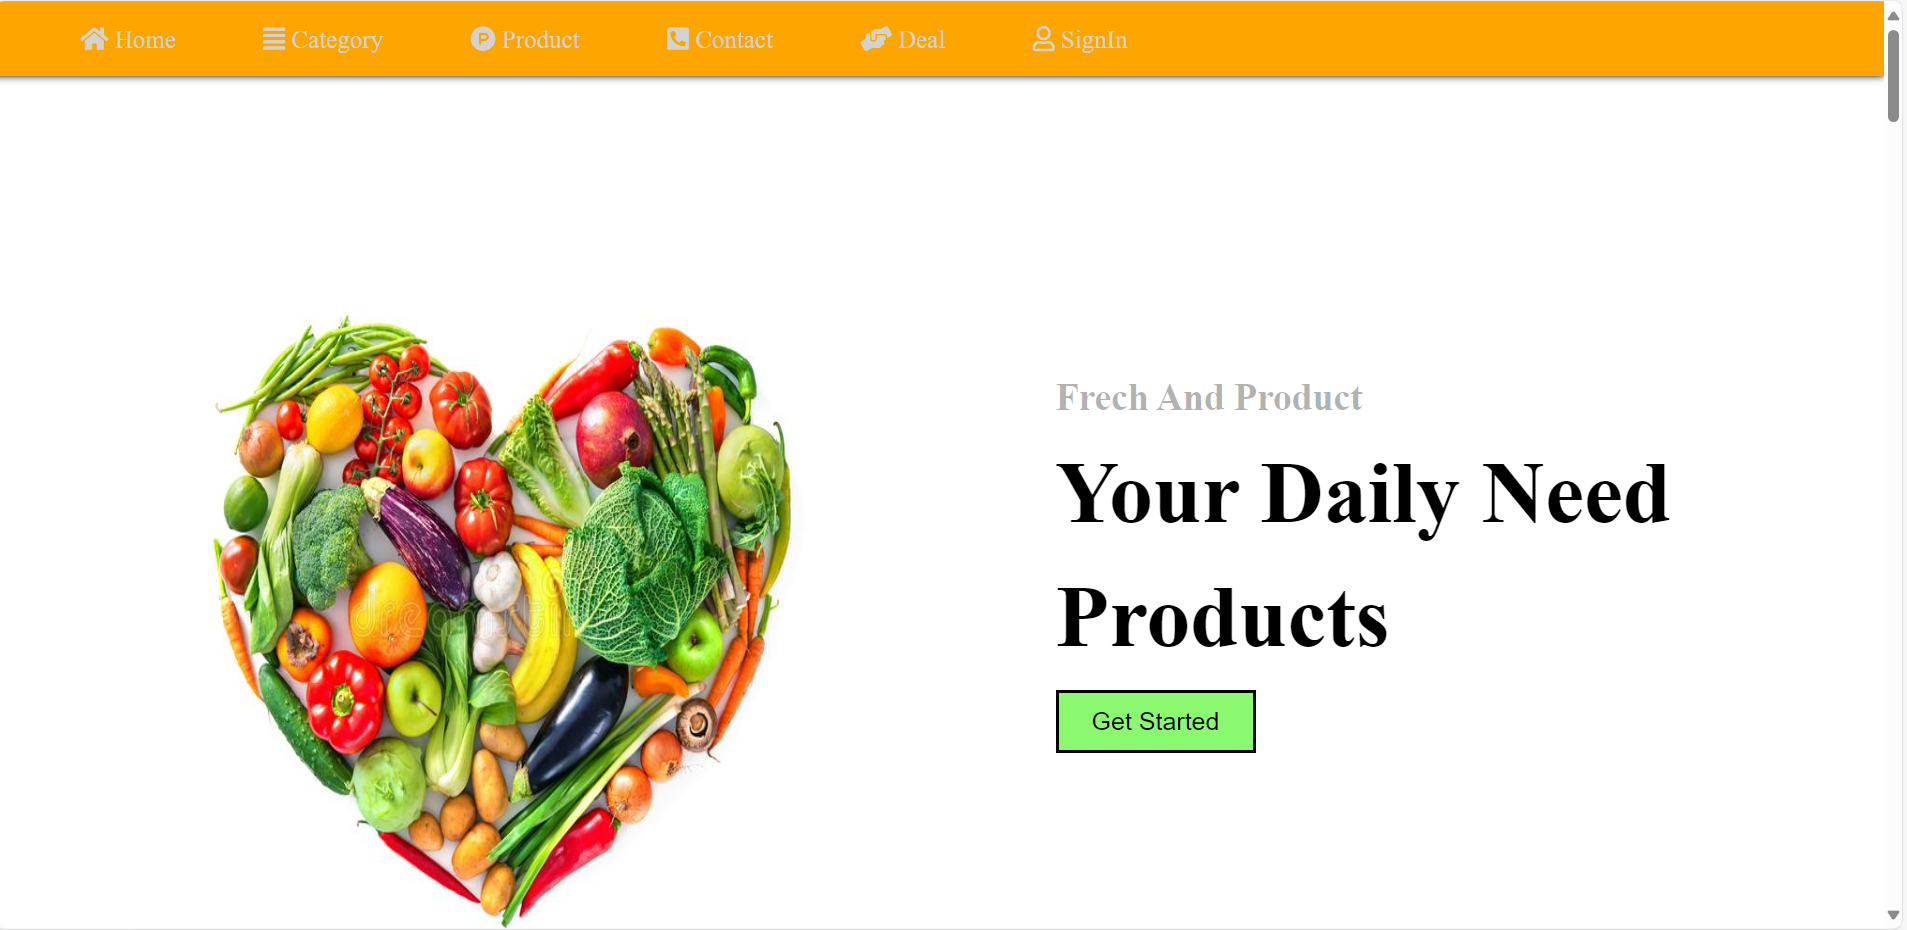 Home Category Product Contact Deal SignIn
Frech And Product
Your Daily Need
Products
Get Started